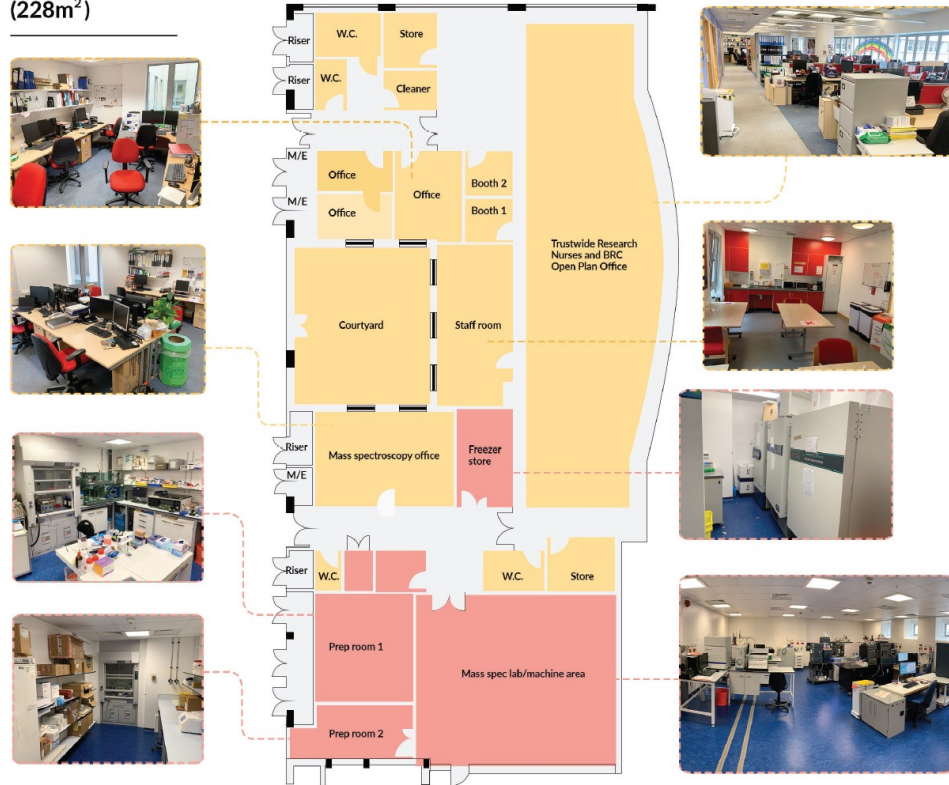 (228m²)
Riser
W.C.
Store
Riser
W.C.
Cleaner
M/E
Office
Office
Booth 2
M/E
Office
Booth 1
Trustwide Research
Nurses and BRC
Open Plan Office
Courtyard
Staff room
Riser
Mass spectroscopy office
Freezer
store
M/E
Riser
W.C.
W.C.
Store
Prep room 1
Mass spec lab/machine area
Prep room 2